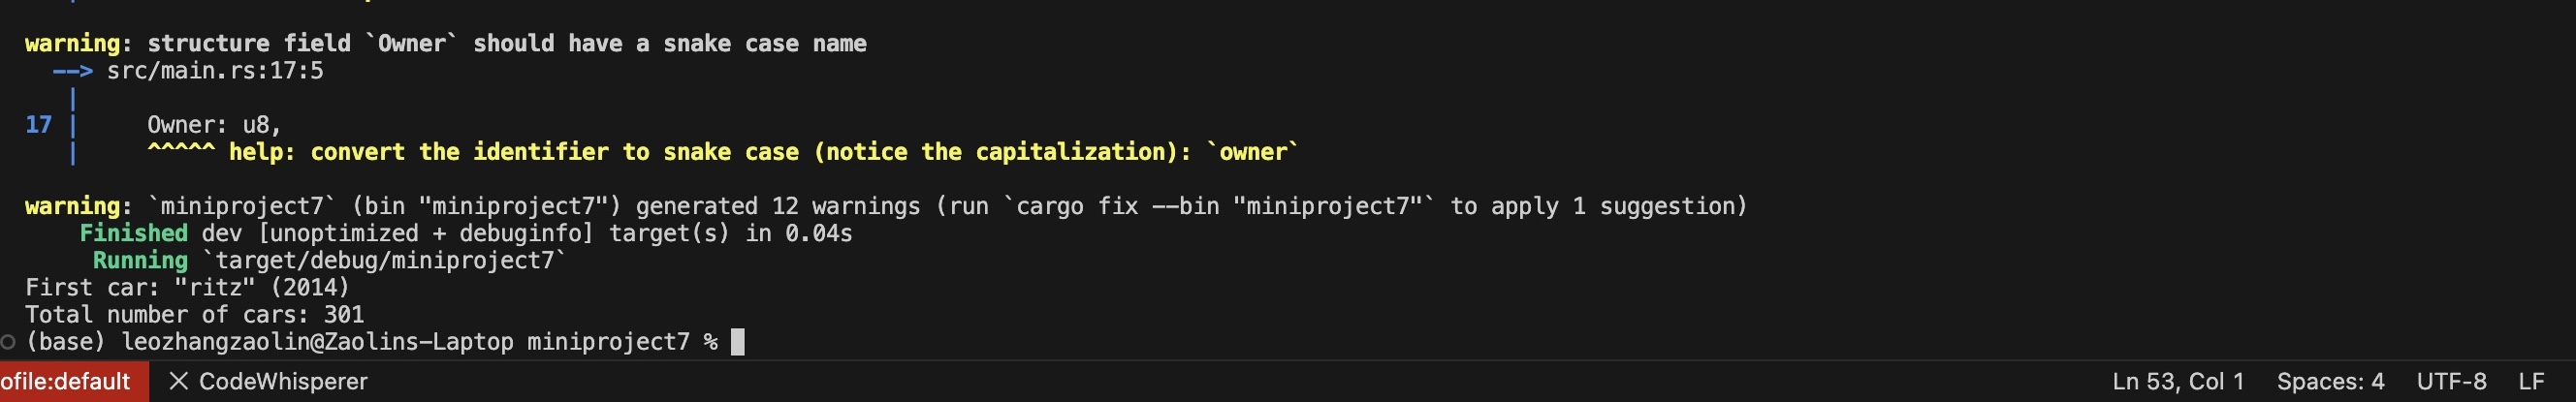 warning: structure field `Owner` should have a snake case name
  --> src/main.rs:17:5
   |
17 |     Owner: u8,
   |     ^^^^^ help: convert the identifier to snake case (notice the capitalization): `owner`
warning: `miniproject7` (bin "miniproject7") generated 12 warnings (run `cargo fix --bin "miniproject7"` to apply 1 suggestion)
    Finished dev [unoptimized + debuginfo] target(s) in 0.04s
     Running `target/debug/miniproject7`
First car: "ritz" (2014)
Total number of cars: 301
(base) leozhangzaolin@Zaolins-Laptop miniproject7 %
ofile:default CodeWhisperer Ln 53, Col 1 Spaces: 4 UTF-8 LF